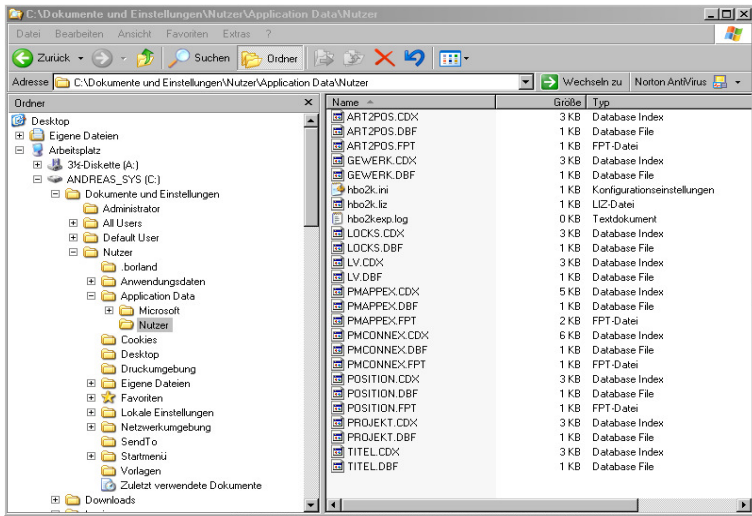 C:\Dokumente und Einstellungen\Nutzer\Application Data\Nutzer
Datei Bearbeiten Ansicht Favoriten Extras ?
Zurück Suchen Ordner
Adresse C:\Dokumente und Einstellungen\Nutzer\Application Data\Nutzer Wechseln zu Norton AntiVirus
Ordner
Desktop
Eigene Dateien
Arbeitsplatz
3½-Diskette (A:)
ANDREAS_SYS (C:)
Dokumente und Einstellungen
Administrator
All Users
Default User
Nutzer
.borland
Anwendungsdaten
Application Data
Microsoft
Nutzer
Cookies
Desktop
Druckumgebung
Eigene Dateien
Favoriten
Lokale Einstellungen
Netzwerkumgebung
SendTo
Startmenü
Vorlagen
Zuletzt verwendete Dokumente
Downloads
Name Größe Typ
ART2POS.CDX 3 KB Database Index
ART2POS.DBF 1 KB Database File
ART2POS.FPT 1 KB FPT-Datei
GEWERK.CDX 3 KB Database Index
GEWERK.DBF 1 KB Database File
hbo2k.ini 1 KB Konfigurationseinstellungen
hbo2k.liz 1 KB LIZ-Datei
hbo2kexp.log 0 KB Textdokument
LOCKS.CDX 3 KB Database Index
LOCKS.DBF 1 KB Database File
LV.CDX 3 KB Database Index
LV.DBF 1 KB Database File
PMAPPEX.CDX 5 KB Database Index
PMAPPEX.DBF 1 KB Database File
PMAPPEX.FPT 2 KB FPT-Datei
PMCONNEX.CDX 6 KB Database Index
PMCONNEX.DBF 1 KB Database File
PMCONNEX.FPT 1 KB FPT-Datei
POSITION.CDX 3 KB Database Index
POSITION.DBF 1 KB Database File
POSITION.FPT 1 KB FPT-Datei
PROJEKT.CDX 3 KB Database Index
PROJEKT.DBF 1 KB Database File
TITEL.CDX 3 KB Database Index
TITEL.DBF 1 KB Database File